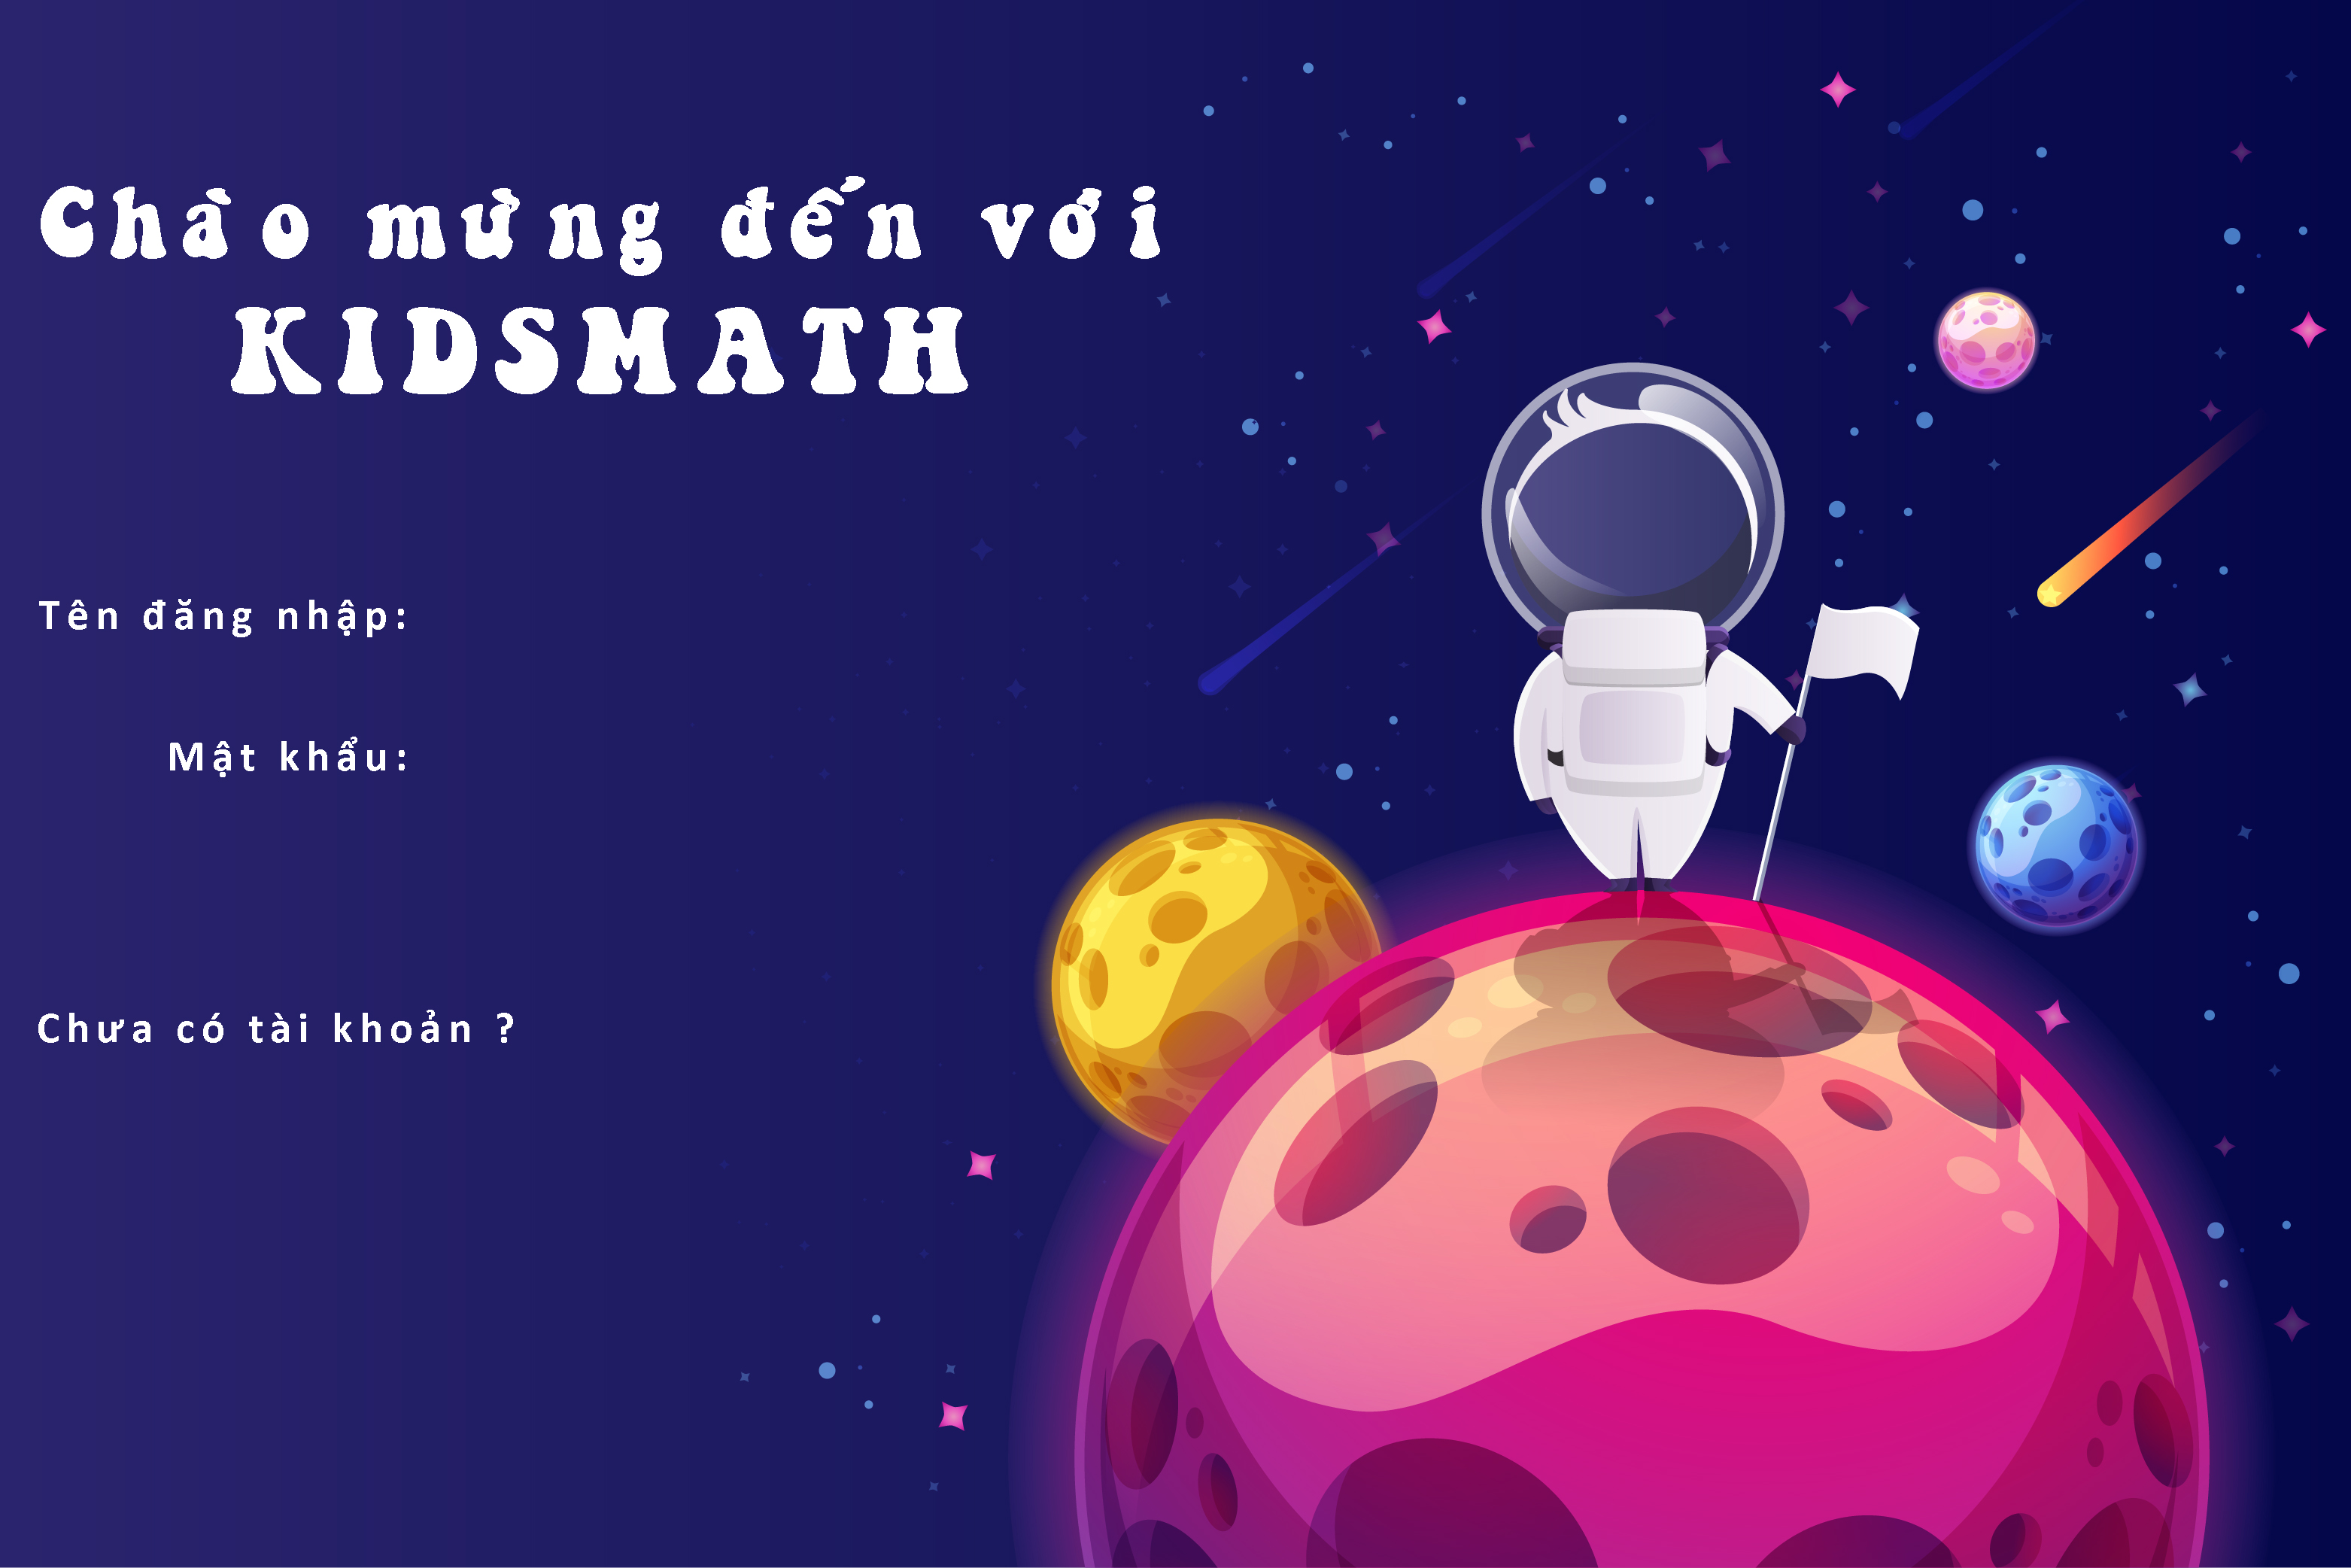 Chào mừng đến với
KIDSMATH
Tên đăng nhập:
Mật khẩu:
Chưa có tài khoản ?